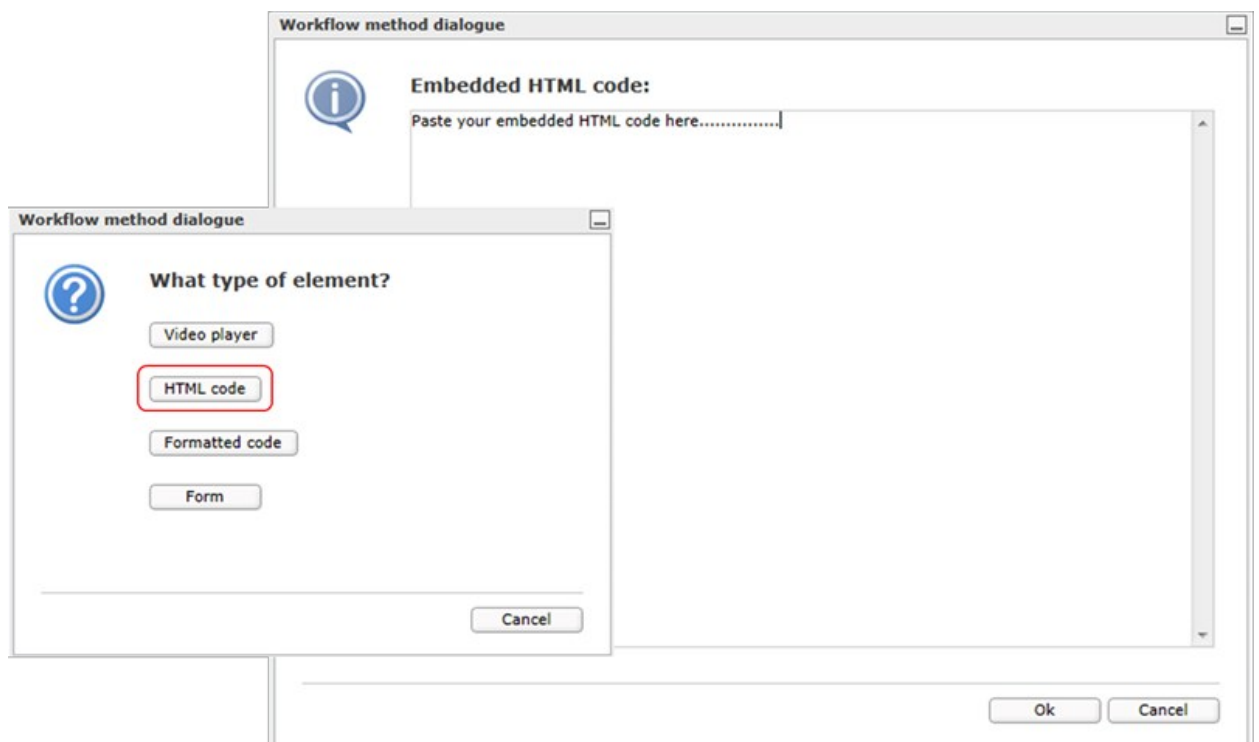 Workflow method dialogue
Embedded HTML code:
Paste your embedded HTML code here...............
Workflow method dialogue
What type of element?
Video player
HTML code
Formatted code
Form
Cancel
Ok
Cancel